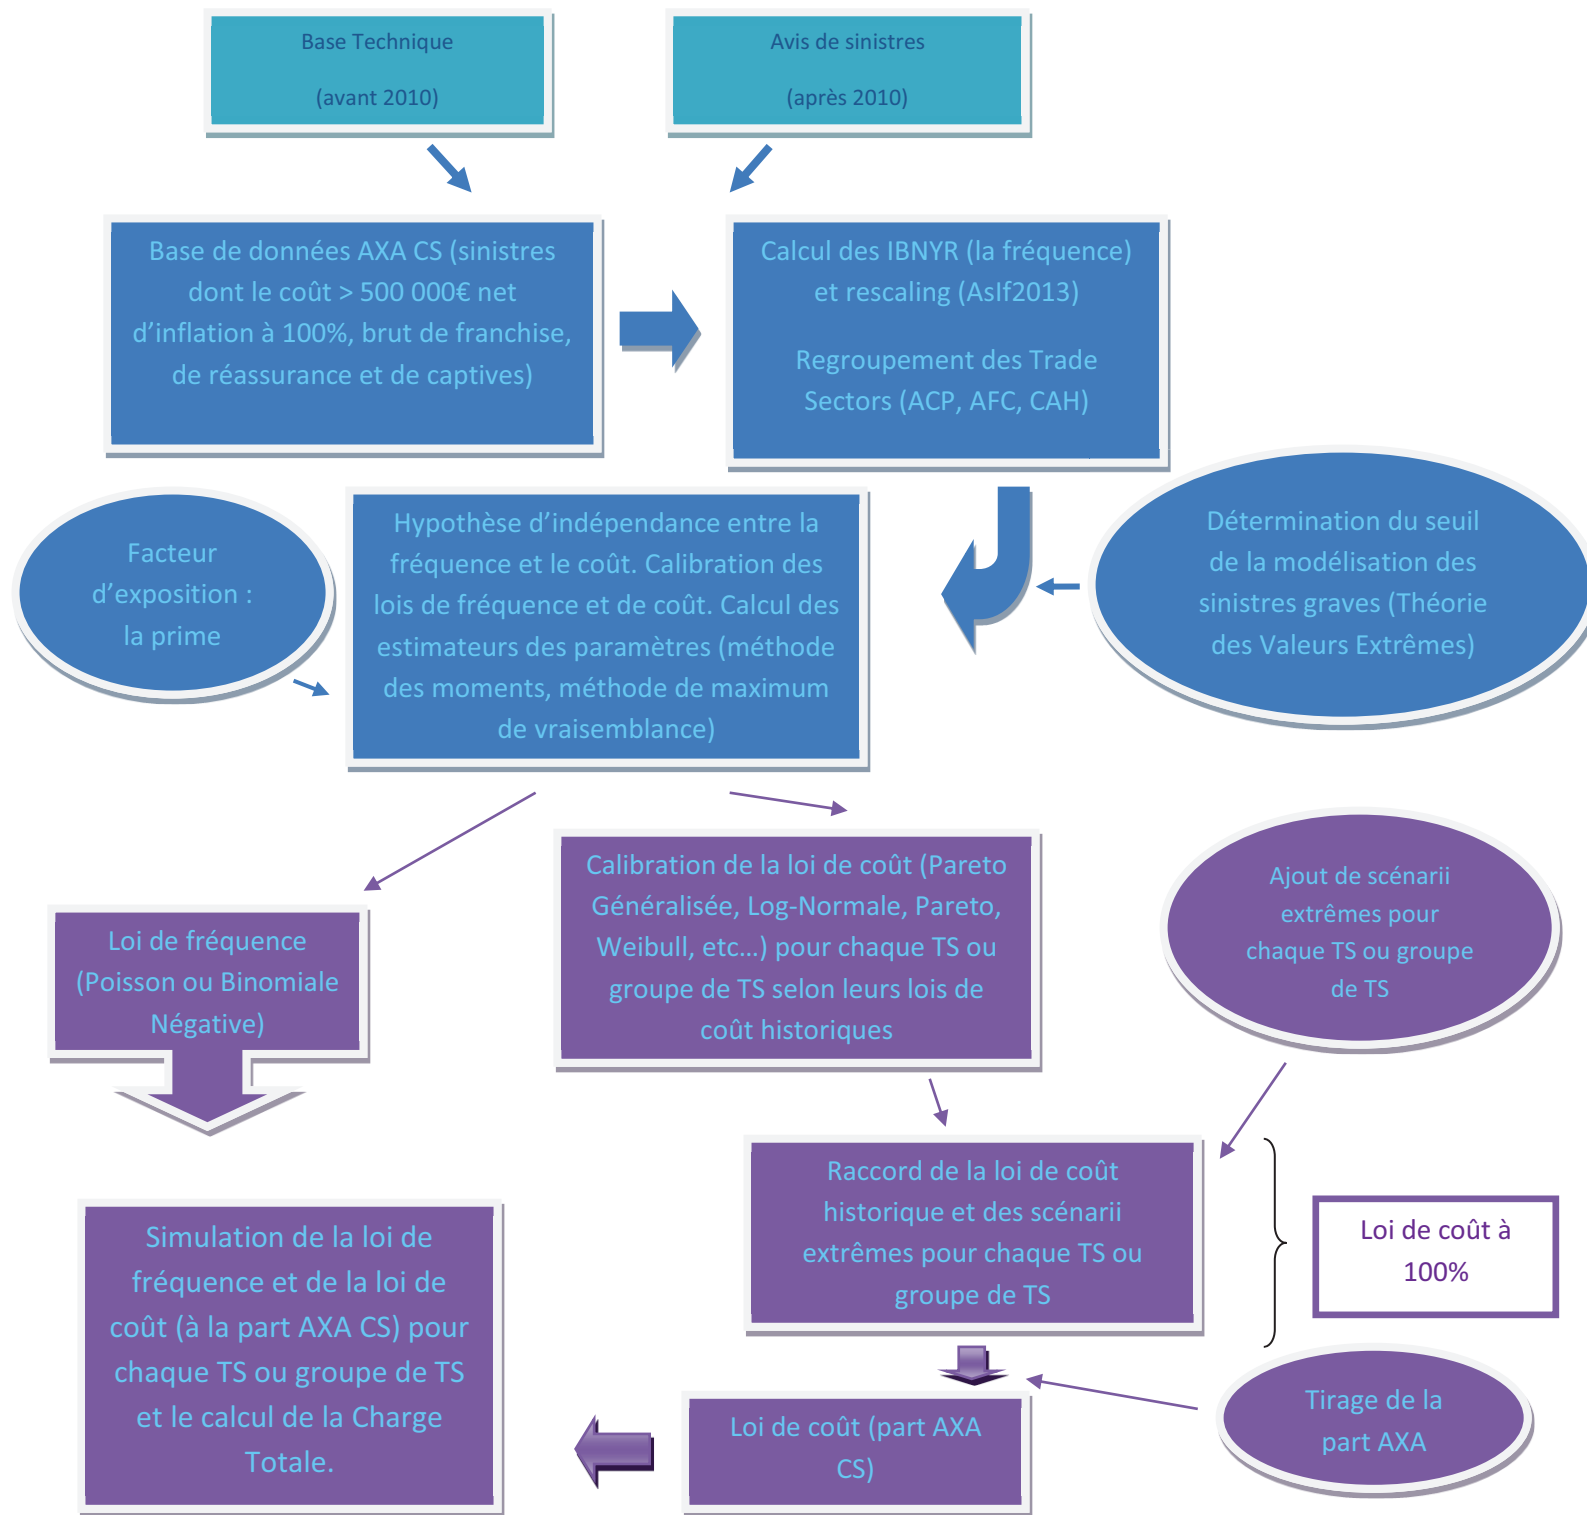 Base Technique
(avant 2010)
Avis de sinistres
(après 2010)
Base de données AXA CS (sinistres
dont le coût > 500 000€ net
d’inflation à 100%, brut de franchise,
de réassurance et de captives)
Calcul des IBNYR (la fréquence)
et rescaling (AsIf2013)
Regroupement des Trade
Sectors (ACP, AFC, CAH)
Facteur
d’exposition :
la prime
Hypothèse d’indépendance entre la
fréquence et le coût. Calibration des
lois de fréquence et de coût. Calcul des
estimateurs des paramètres (méthode
des moments, méthode de maximum
de vraisemblance)
Détermination du seuil
de la modélisation des
sinistres graves (Théorie
des Valeurs Extrêmes)
Loi de fréquence
(Poisson ou Binomiale
Négative)
Calibration de la loi de coût (Pareto
Généralisée, Log-Normale, Pareto,
Weibull, etc…) pour chaque TS ou
groupe de TS selon leurs lois de
coût historiques
Ajout de scénarii
extrêmes pour
chaque TS ou groupe
de TS
Raccord de la loi de coût
historique et des scénarii
extrêmes pour chaque TS ou
groupe de TS
Loi de coût à
100%
Simulation de la loi de
fréquence et de la loi de
coût (à la part AXA CS) pour
chaque TS ou groupe de TS
et le calcul de la Charge
Totale.
Loi de coût (part AXA
CS)
Tirage de la
part AXA